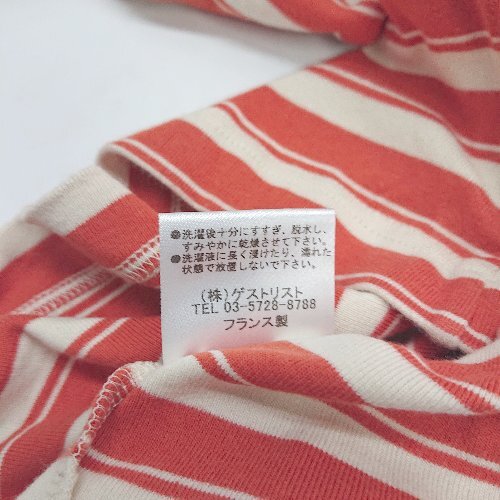 ●洗濯後十分にすすぎ、脱水し、
すみやかに乾燥させて下さい。
●洗濯液に長く浸けたり、濡れた
状態で放置しないで下さい。
(株)ゲストリスト
TEL 03-5728-8788
フランス製